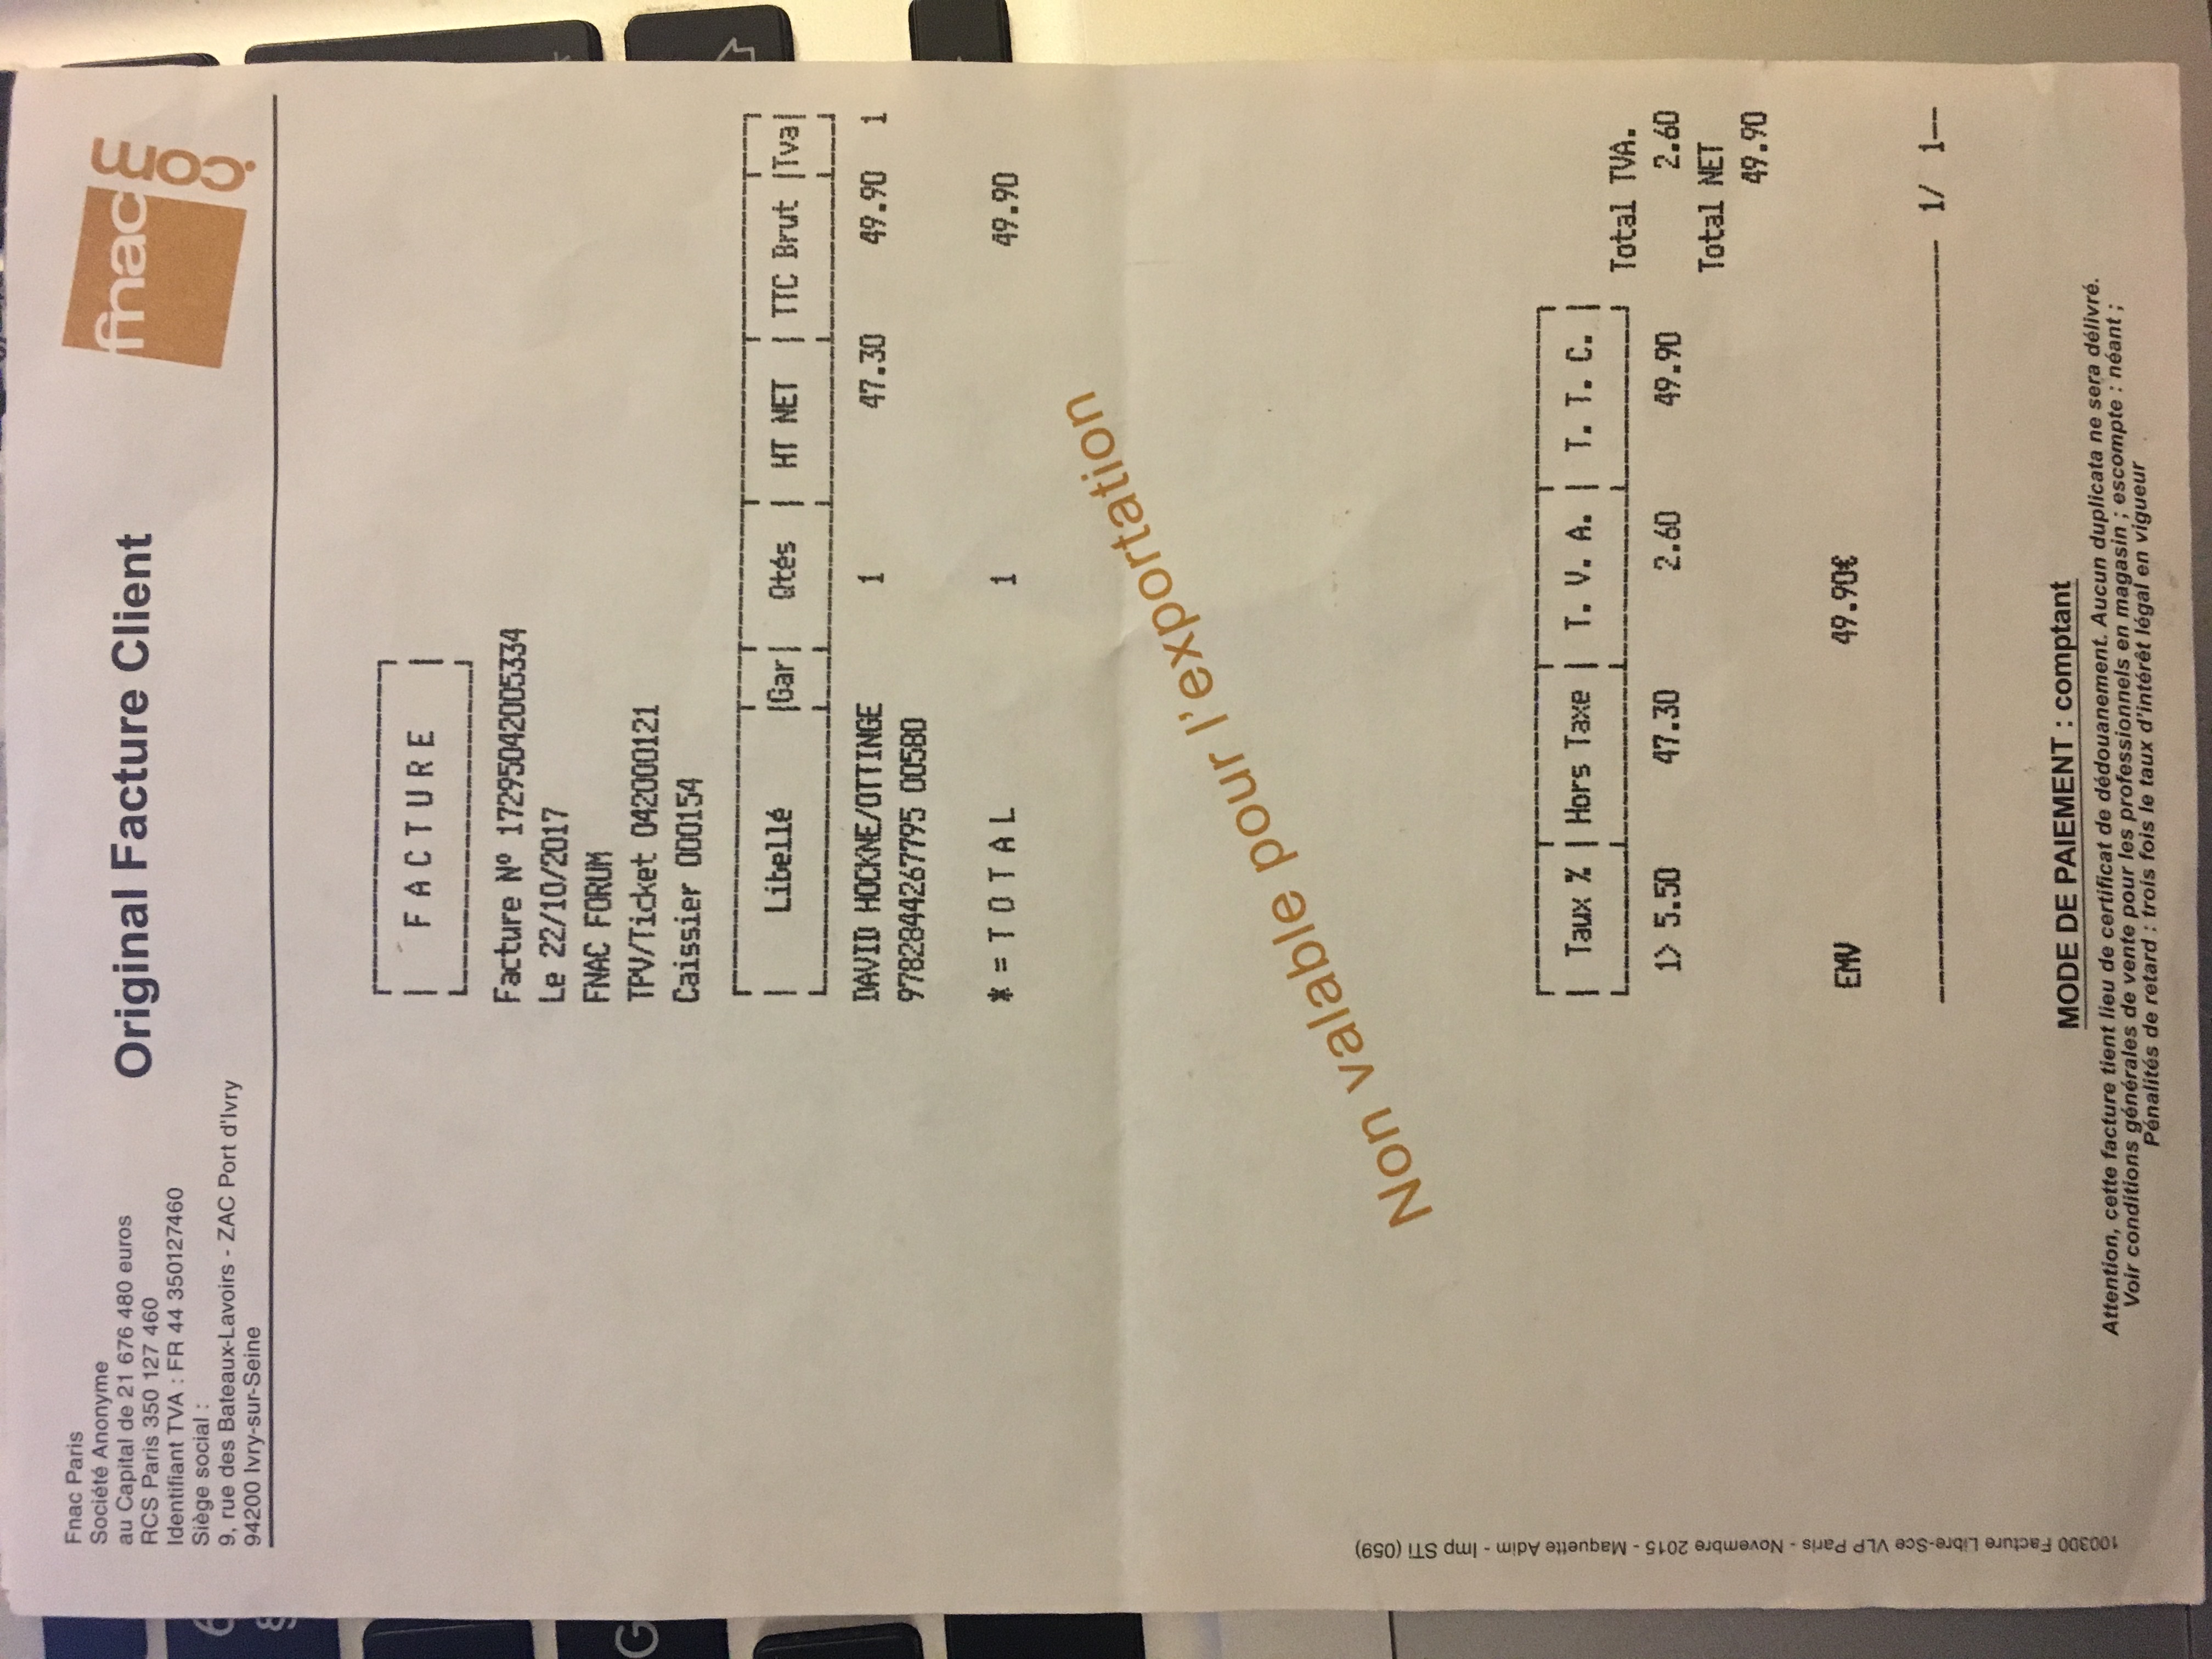 Fnac Paris
Société Anonyme
au Capital de 21 676 480 euros
RCS Paris 350 127 460
Identifiant TVA : FR 44 350127460
Siège social :
9, rue des Bateaux-Lavoirs - ZAC Port d'Ivry
94200 Ivry-sur-Seine
Original Facture Client
fnac
.com
FACTURE
Facture Nº 17295042005334
Le 22/10/2017
FNAC FORUM
TPV/Ticket 042000121
Caissier 000154
| Libellé |Gar| Qtés | HT NET | TTC Brut |Tva|
DAVID HOCKNE/OTTINGE 1 47.30 49.90 1
9782844267795 00580
* = T O T A L 1 49.90
Non valable pour l'exportation
| Taux % | Hors Taxe | T. V. A. | T. T. C. | Total TVA.
1> 5.50 47.30 2.60 49.90 2.60
Total NET
49.90
EMV 49.90€
1/ 1--
MODE DE PAIEMENT : comptant
Attention, cette facture tient lieu de certificat de dédouanement. Aucun duplicata ne sera délivré.
Voir conditions générales de vente pour les professionnels en magasin ; escompte : néant ;
Pénalités de retard : trois fois le taux d'intérêt légal en vigueur
100300 Facture Libre-Sce VLP Paris - Novembre 2015 - Maquette Adim - Imp STI (059)
6
§
G